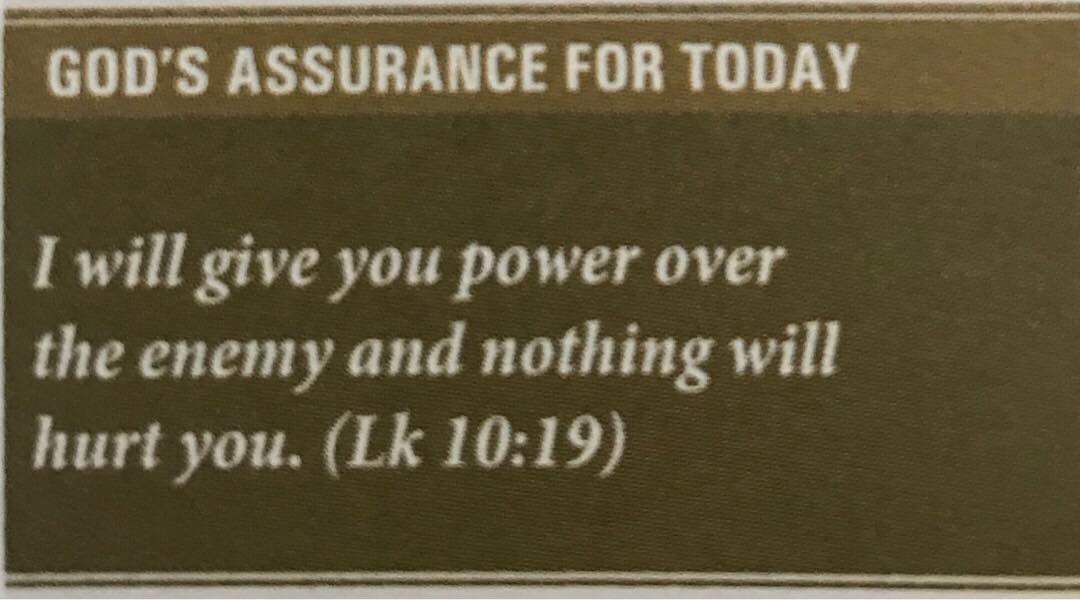 GOD'S ASSURANCE FOR TODAY
I will give you power over
the enemy and nothing will
hurt you. (Lk 10:19)